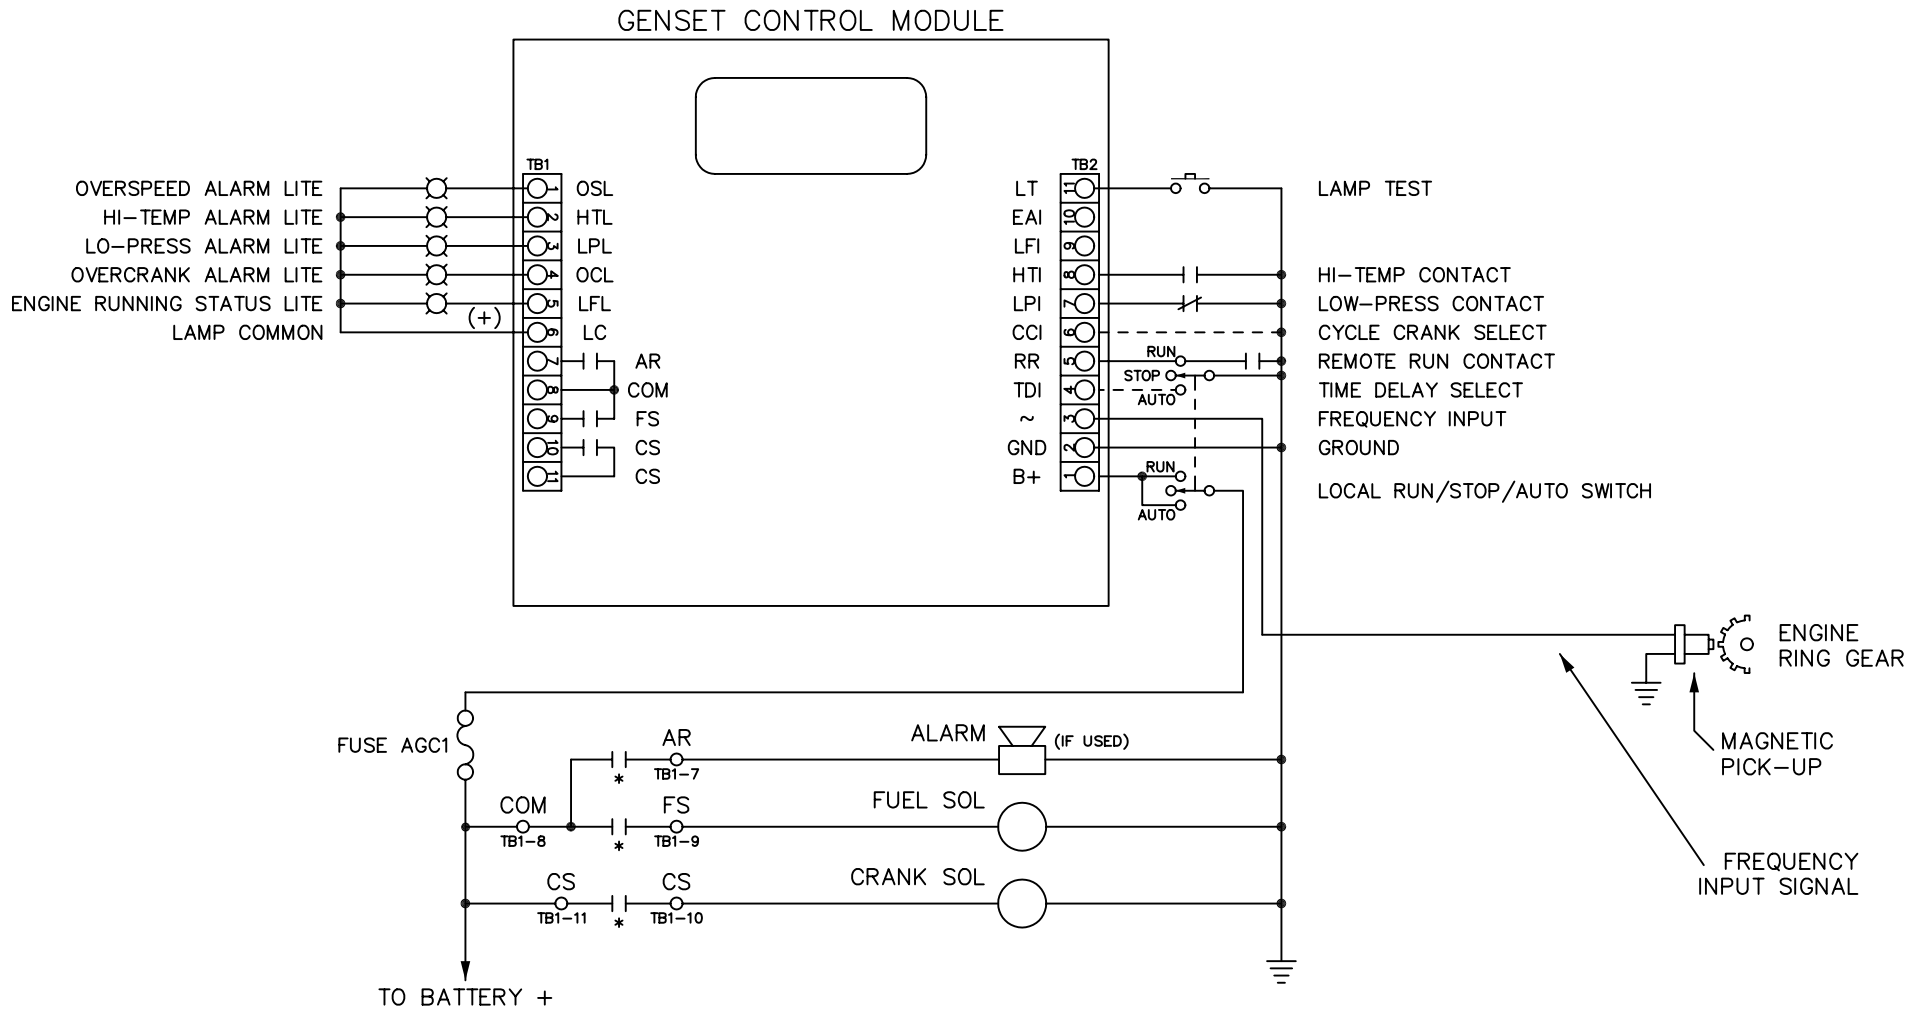 GENSET CONTROL MODULE
TB1
TB2
OVERSPEED ALARM LITE
1
OSL
LT
11
LAMP TEST
HI-TEMP ALARM LITE
2
HTL
EAI
10
LO-PRESS ALARM LITE
3
LPL
LFI
9
OVERCRANK ALARM LITE
4
OCL
HTI
8
HI-TEMP CONTACT
ENGINE RUNNING STATUS LITE
5
LFL
LPI
7
LOW-PRESS CONTACT
LAMP COMMON
(+)
6
LC
CCI
6
CYCLE CRANK SELECT
7
AR
RR
5
RUN
REMOTE RUN CONTACT
STOP
8
COM
TDI
4
AUTO
TIME DELAY SELECT
9
FS
~
3
FREQUENCY INPUT
10
CS
GND
2
GROUND
11
CS
B+
1
RUN
LOCAL RUN/STOP/AUTO SWITCH
AUTO
ENGINE
RING GEAR
MAGNETIC
PICK-UP
FREQUENCY
INPUT SIGNAL
FUSE AGC1
AR
TB1-7
*
ALARM
(IF USED)
COM
TB1-8
*
FS
TB1-9
FUEL SOL
CS
TB1-11
*
CS
TB1-10
CRANK SOL
TO BATTERY +